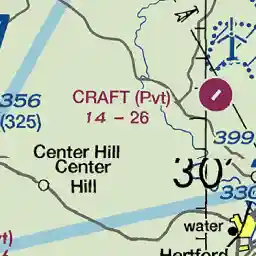 CRAFT (Pvt)
14 - 26
356
(325)
399
Center Hill
Center
Hill
30'
330
water
Hertford